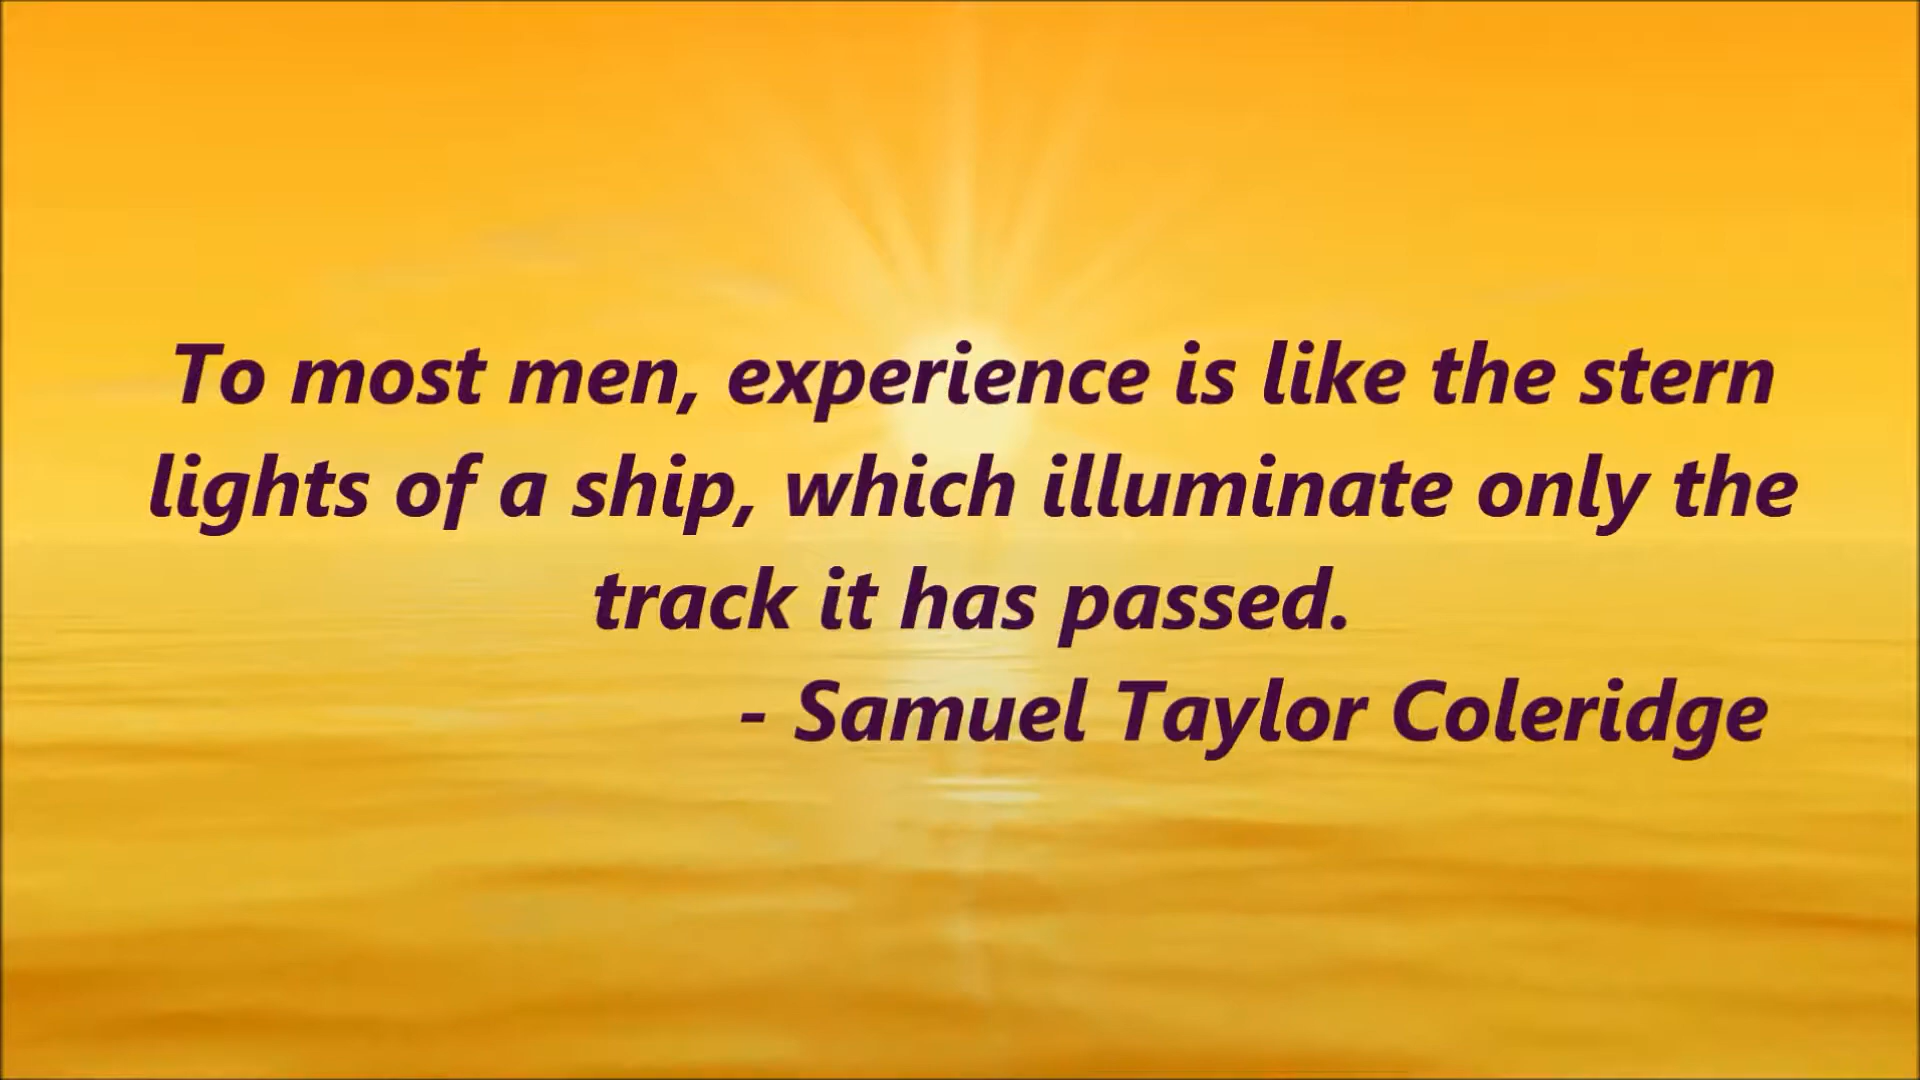 To most men, experience is like the stern
lights of a ship, which illuminate only the
track it has passed.
- Samuel Taylor Coleridge